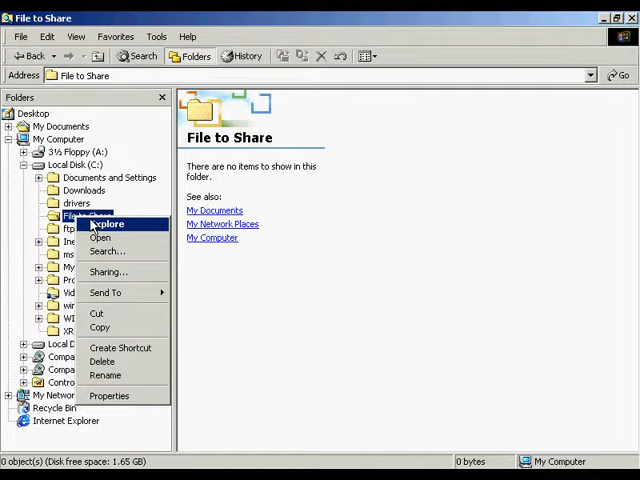 File to Share
File Edit View Favorites Tools Help
Back Search Folders History
Address File to Share Go
Folders
Desktop
My Documents
My Computer
3½ Floppy (A:)
Local Disk (C:)
Documents and Settings
Downloads
drivers
File to Share
ftp
Explore
Open
Search...
Sharing...
Send To
Cut
Copy
Create Shortcut
Delete
Rename
Properties
Recycle Bin
Internet Explorer
File to Share
There are no items to show in this
folder.
See also:
My Documents
My Network Places
My Computer
0 object(s) (Disk free space: 1.65 GB) 0 bytes My Computer